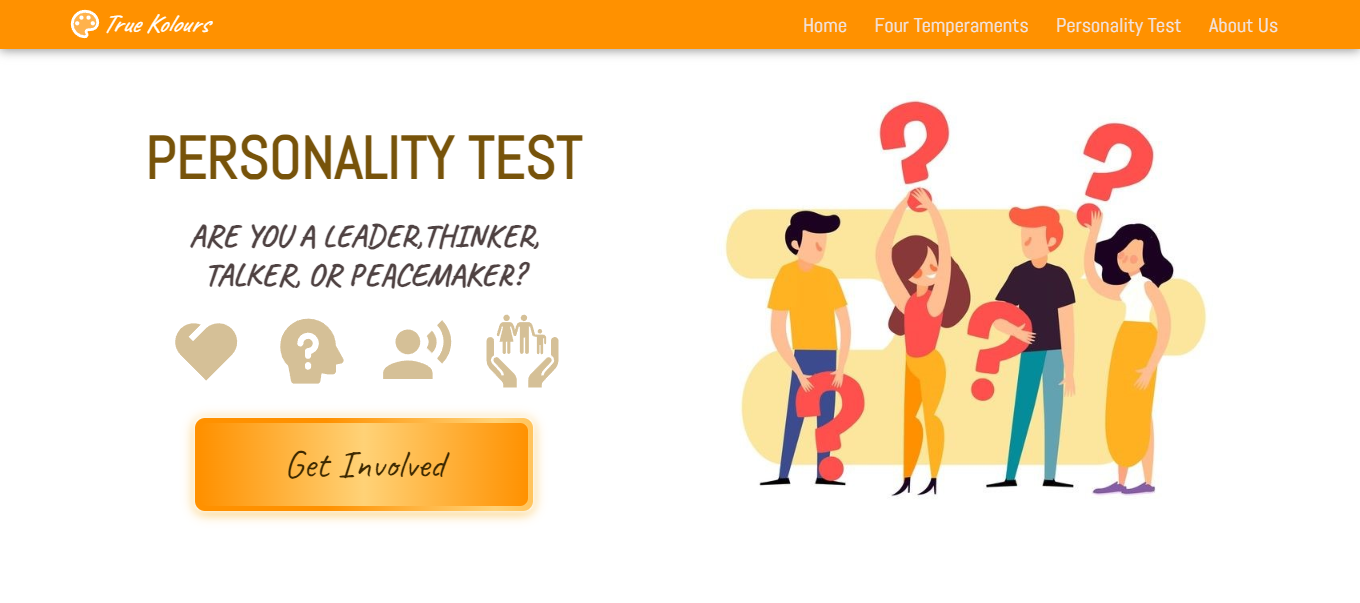 True Kolours
Home Four Temperaments Personality Test About Us
PERSONALITY TEST
ARE YOU A LEADER,THINKER,
TALKER, OR PEACEMAKER?
Get Involved